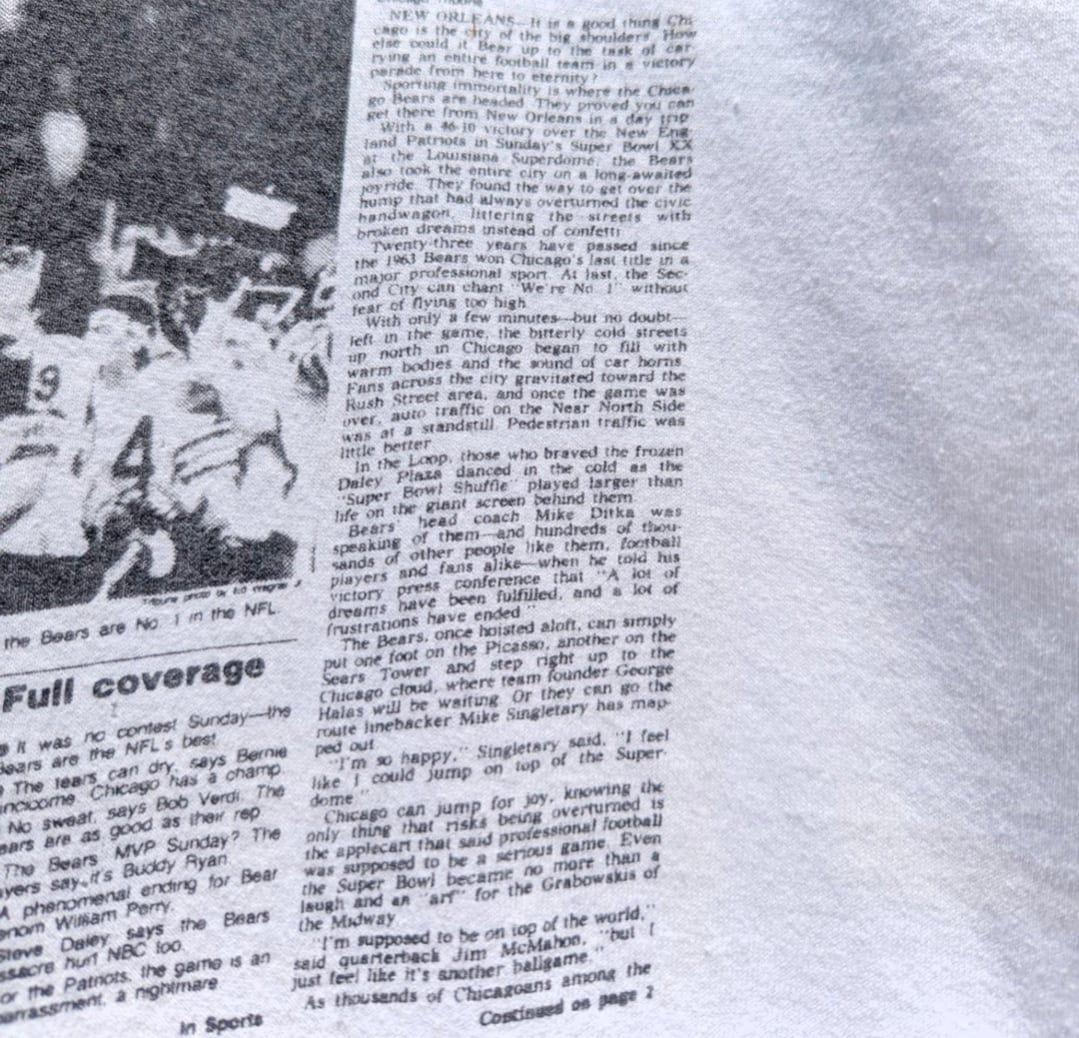 Chicago Tribune
NEW ORLEANS—It is a good thing Chi
cago is the city of the big shoulders. How
else could it Bear up to the task of car
rying an entire football team in a victory
parade from here to eternity?
Sporting immortality is where the Chica
go Bears are headed. They proved you can
get there from New Orleans in a day trip
With a 46-10 victory over the New Eng
land Patriots in Sunday's Super Bowl XX
at the Louisiana Superdome, the Bears
also took the entire city on a long-awaited
joyride. They found the way to get over the
hump that had always overturned the civic
bandwagon, littering the streets with
broken dreams instead of confetti
Twenty-three years have passed since
the 1963 Bears won Chicago's last title in a
major professional sport. At last, the Sec-
ond City can chant "We're No. 1" without
fear of flying too high.
With only a few minutes—but no doubt—
left in the game, the bitterly cold streets
up north in Chicago began to fill with
warm bodies and the sound of car horns.
Fans across the city gravitated toward the
Rush Street area, and once the game was
over, auto traffic on the Near North Side
was at a standstill. Pedestrian traffic was
little better
In the Loop, those who braved the frozen
Daley Plaza danced in the cold as the
"Super Bowl Shuffle" played larger than
life on the giant screen behind them
Bears' head coach Mike Ditka was
speaking of them—and hundreds of thou-
sands of other people like them, football
players and fans alike—when he told his
victory press conference that "A lot of
dreams have been fulfilled, and a lot of
frustrations have ended."
The Bears, once hoisted aloft, can simply
put one foot on the Picasso, another on the
Sears Tower and step right up to the
Chicago cloud, where team founder George
Halas will be waiting. Or they can go the
route linebacker Mike Singletary has map-
ped out
"I'm so happy," Singletary said, "I feel
like I could jump on top of the Super-
dome"
Chicago can jump for joy, knowing the
only thing that risks being overturned is
the applecart that said professional football
was supposed to be a serious game. Even
the Super Bowl became no more than a
laugh and an "arf" for the Grabowskis of
the Midway
"I'm supposed to be on top of the world,"
said quarterback Jim McMahon, "but I
just feel like it's another ballgame."
As thousands of Chicagoans among the
Continued on page 2
9
4
Tribune photo by
the Bears are No. 1 in the NFL.
Full coverage
it was no contest Sunday—the
Bears are the NFL's best.
The tears can dry, says Bernie
Lincicome. Chicago has a champ.
No sweat, says Bob Verdi. The
Bears are as good as their rep
The Bears' MVP Sunday? The
players say it's Buddy Ryan.
A phenomenal ending for Bear
phenom William Perry.
Steve Daley says the Bears
massacre hurt NBC too.
For the Patriots, the game is an
embarrassment, a nightmare
In Sports